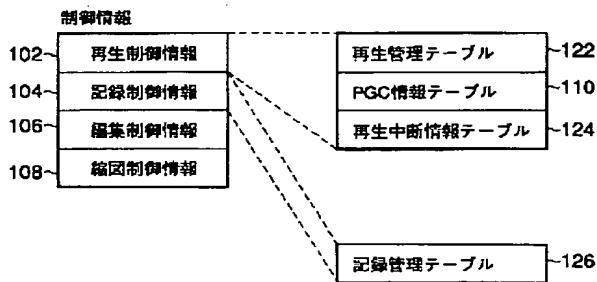 制御情報
102 再生制御情報
104 記録制御情報
106 編集制御情報
108 縮図制御情報
再生管理テーブル 122
PGC情報テーブル 110
再生中断情報テーブル 124
記録管理テーブル 126